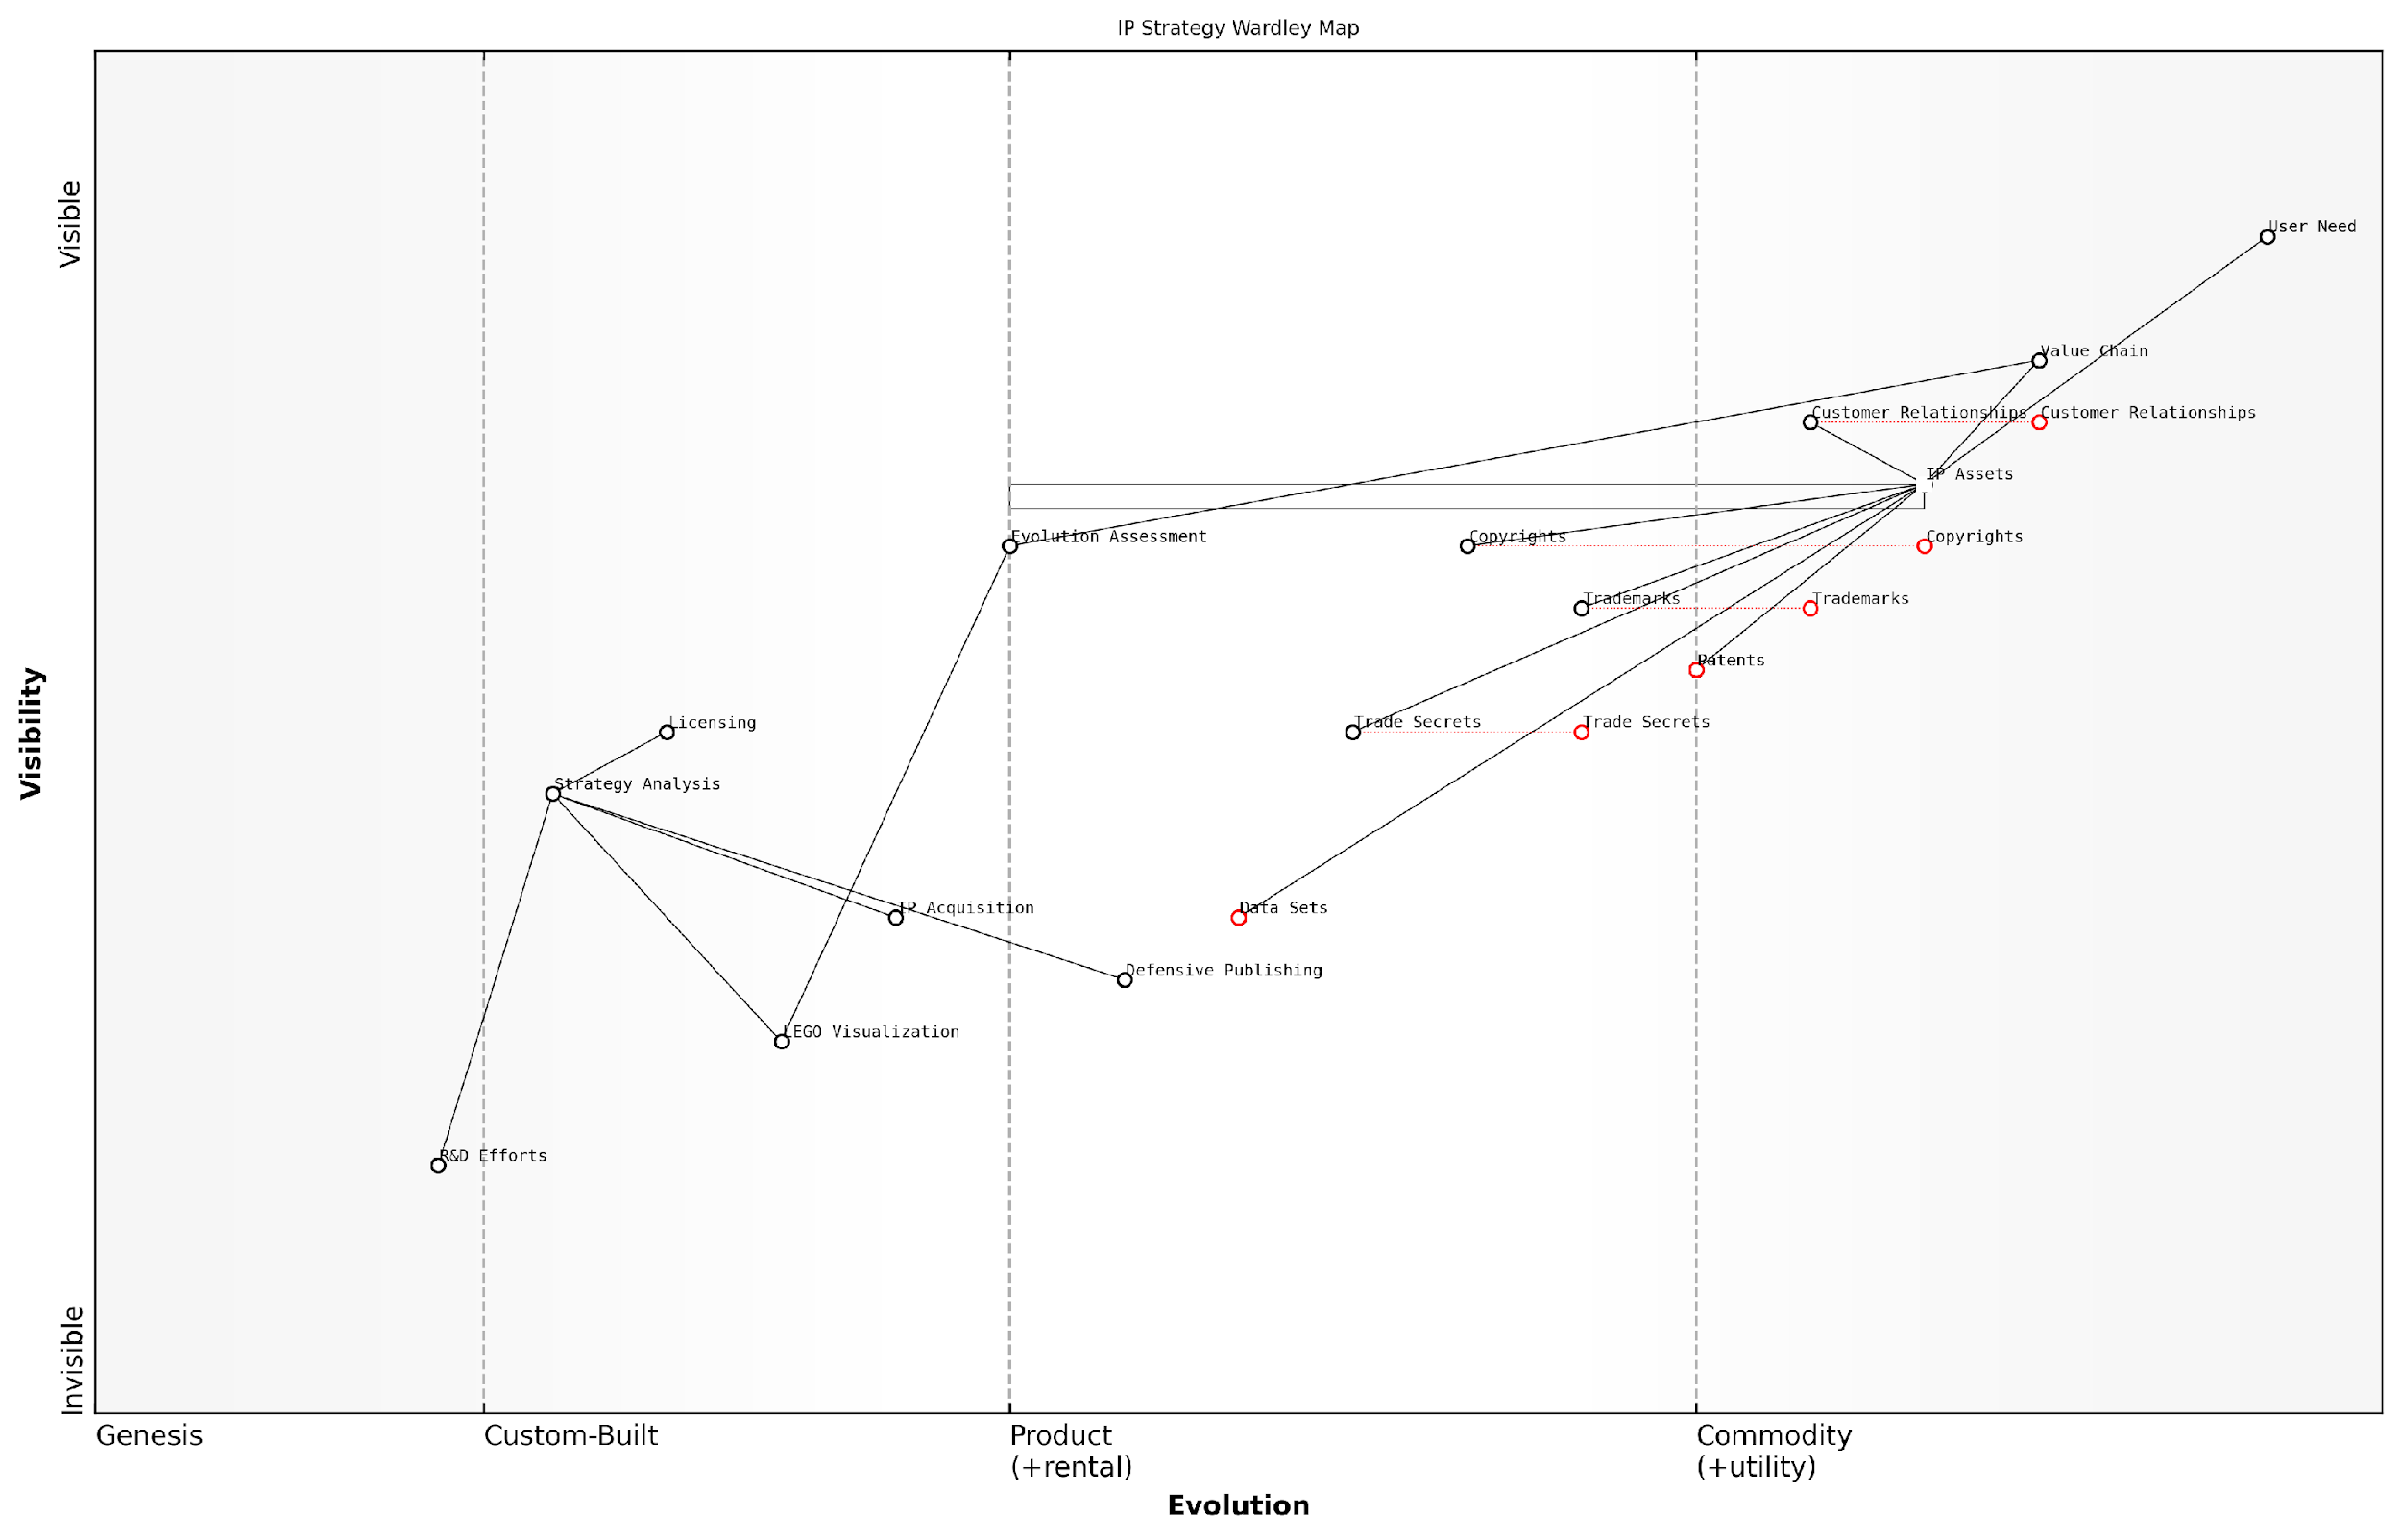 IP Strategy Wardley Map
Visible
User Need
Value Chain
Customer Relationships
Customer Relationships
IP Assets
Evolution Assessment
Copyrights
Copyrights
Trademarks
Trademarks
Patents
Licensing
Trade Secrets
Trade Secrets
Visibility
Strategy Analysis
IP Acquisition
Data Sets
Defensive Publishing
LEGO Visualization
R&D Efforts
Invisible
Genesis
Custom-Built
Product
(+rental)
Commodity
(+utility)
Evolution